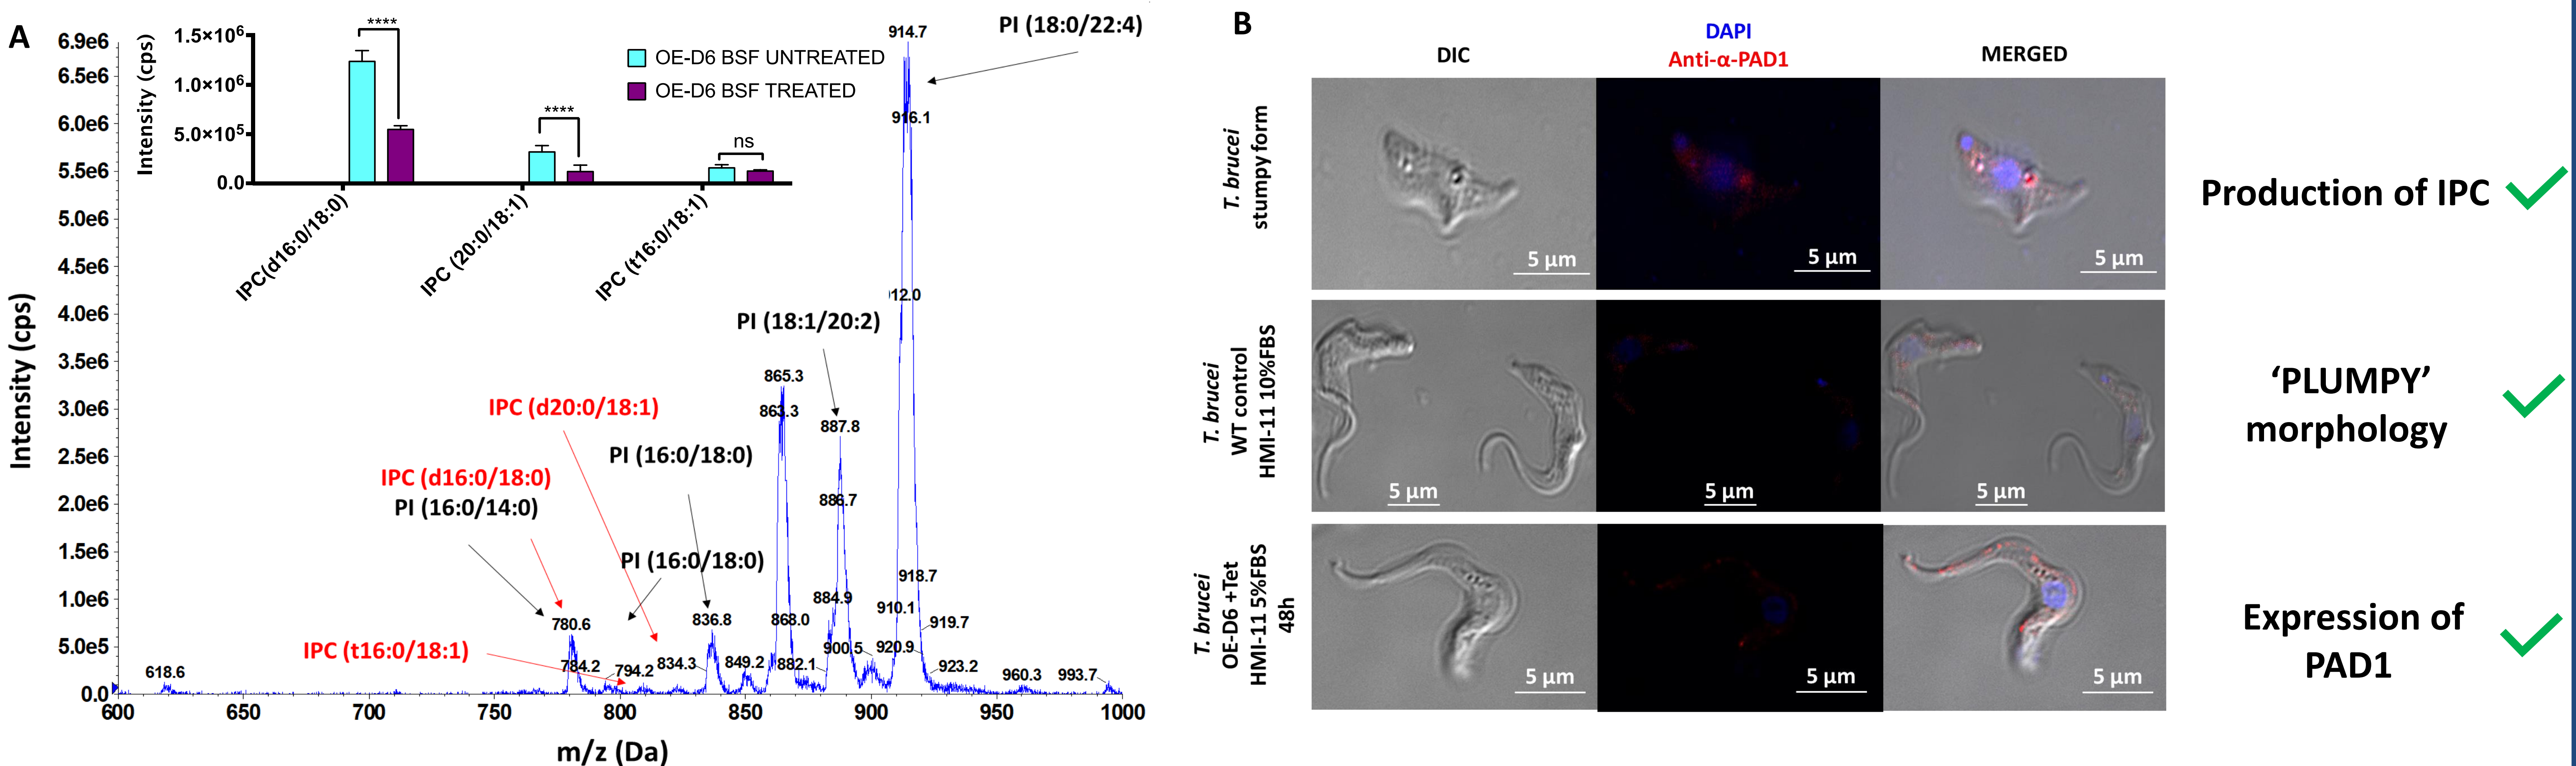 A
6.9e6
6.5e6
6.0e6
5.5e6
5.0e6
4.5e6
4.0e6
3.5e6
3.0e6
2.5e6
2.0e6
1.5e6
1.0e6
5.0e5
0.0
Intensity (cps)
600 650 700 750 800 850 900 950 1000
m/z (Da)
1.5×10⁶
1.0×10⁶
5.0×10⁵
0.0
Intensity (cps)
****
****
ns
IPC(d16:0/18:0)
IPC (20:0/18:1)
IPC (t16:0/18:1)
OE-D6 BSF UNTREATED
OE-D6 BSF TREATED
PI (18:0/22:4)
914.7
916.1
912.0
PI (18:1/20:2)
865.3
863.3
887.8
886.7
IPC (d20:0/18:1)
PI (16:0/18:0)
IPC (d16:0/18:0)
PI (16:0/14:0)
PI (16:0/18:0)
IPC (t16:0/18:1)
618.6
780.6
784.2
794.2
834.3
836.8
849.2
868.0
882.1
884.9
900.5
910.1
918.7
919.7
920.9
923.2
960.3
993.7
B
DIC
DAPI
Anti-α-PAD1
MERGED
T. brucei
stumpy form
5 μm
5 μm
5 μm
T. brucei
WT control
HMI-11 10%FBS
5 μm
5 μm
5 μm
T. brucei
OE-D6 +Tet
HMI-11 5%FBS
48h
5 μm
5 μm
5 μm
Production of IPC
‘PLUMPY’
morphology
Expression of
PAD1